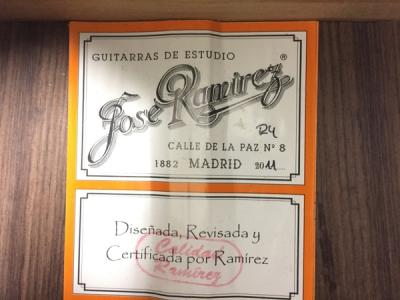 GUITARRAS DE ESTUDIO
José Ramírez ®
R4
CALLE DE LA PAZ Nº 8
1882 MADRID 2011
Diseñada, Revisada y
Certificada por Ramírez
Calidad
Ramírez